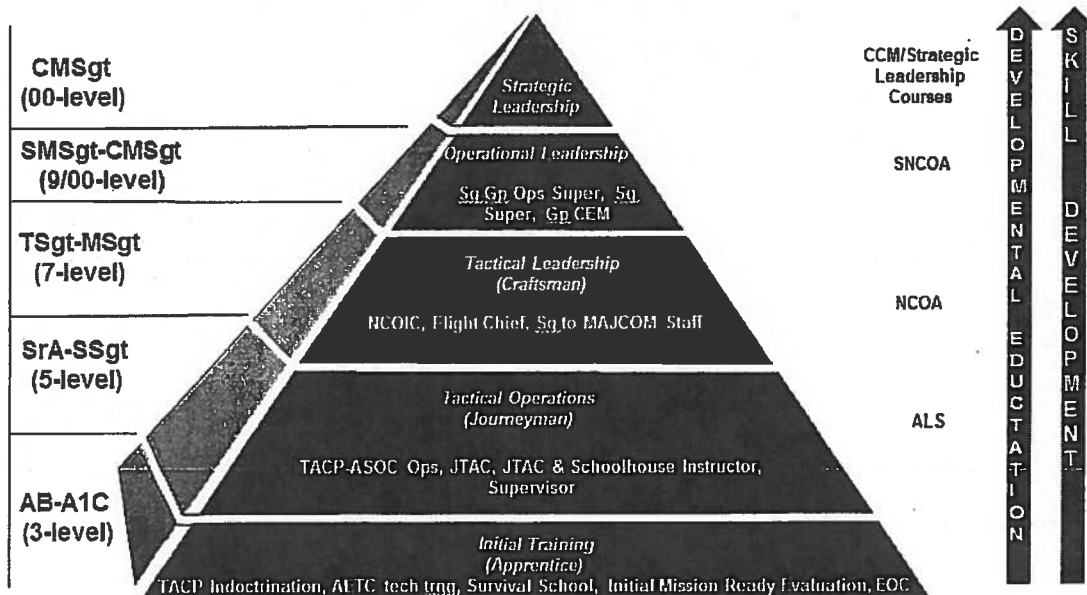 CMSgt
(00-level)
SMSgt-CMSgt
(9/00-level)
TSgt-MSgt
(7-level)
SrA-SSgt
(5-level)
AB-A1C
(3-level)
Strategic
Leadership
Operational Leadership
Sq Gp Ops Super, Sq
Super, Gp CEM
Tactical Leadership
(Craftsman)
NCOIC, Flight Chief, Sq to MAJCOM Staff
Tactical Operations
(Journeyman)
TACP-ASOC Ops, JTAC, JTAC & Schoolhouse Instructor,
Supervisor
Initial Training
(Apprentice)
TACP Indoctrination, AETC tech trng, Survival School, Initial Mission Ready Evaluation, EOC
CCM/Strategic
Leadership
Courses
SNCOA
NCOA
ALS
DEVELOPMENTAL EDUCTATION
SKILL DEVELOPMENT